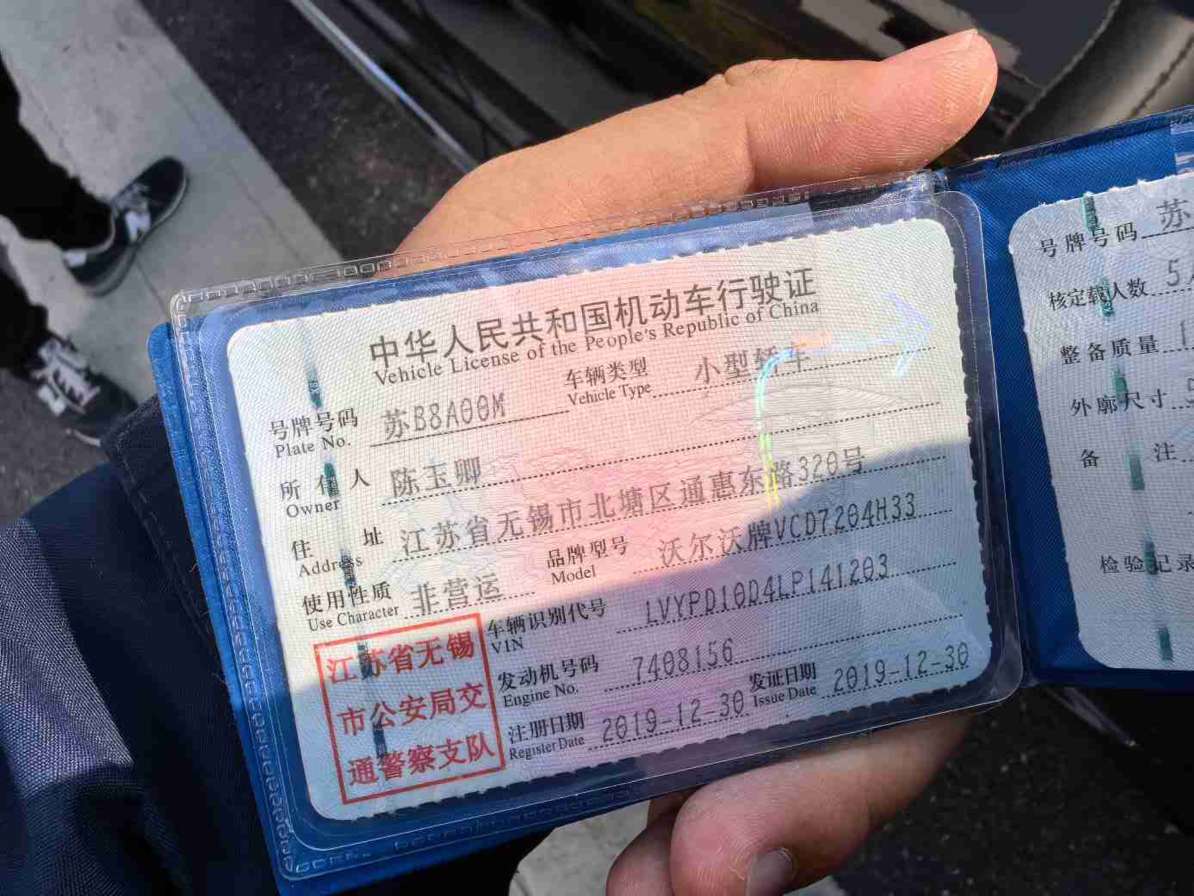 中华人民共和国机动车行驶证
Vehicle License of the People's Republic of China
号牌号码 苏B8A00M 车辆类型 小型轿车
Plate No. Vehicle Type
所有人 陈玉卿
Owner
住址 江苏省无锡市北塘区通惠东路320号
Address
使用性质 非营运 品牌型号 沃尔沃牌VCD7204H33
Use Character Model
车辆识别代号 LVYPD10D4LP141203
VIN
发动机号码 7408156
Engine No.
注册日期 2019-12-30 发证日期 2019-12-30
Register Date Issue Date
江苏省无锡
市公安局交
通警察支队
号牌号码 苏
核定载人数 5
整备质量
外廓尺寸
备注
检验记录